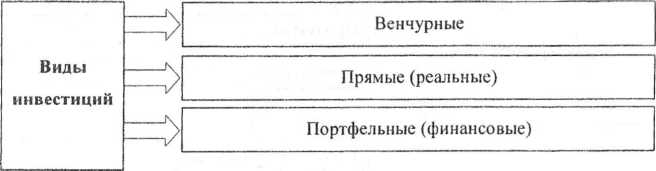 Виды
инвестиций
Венчурные
Прямые (реальные)
Портфельные (финансовые)